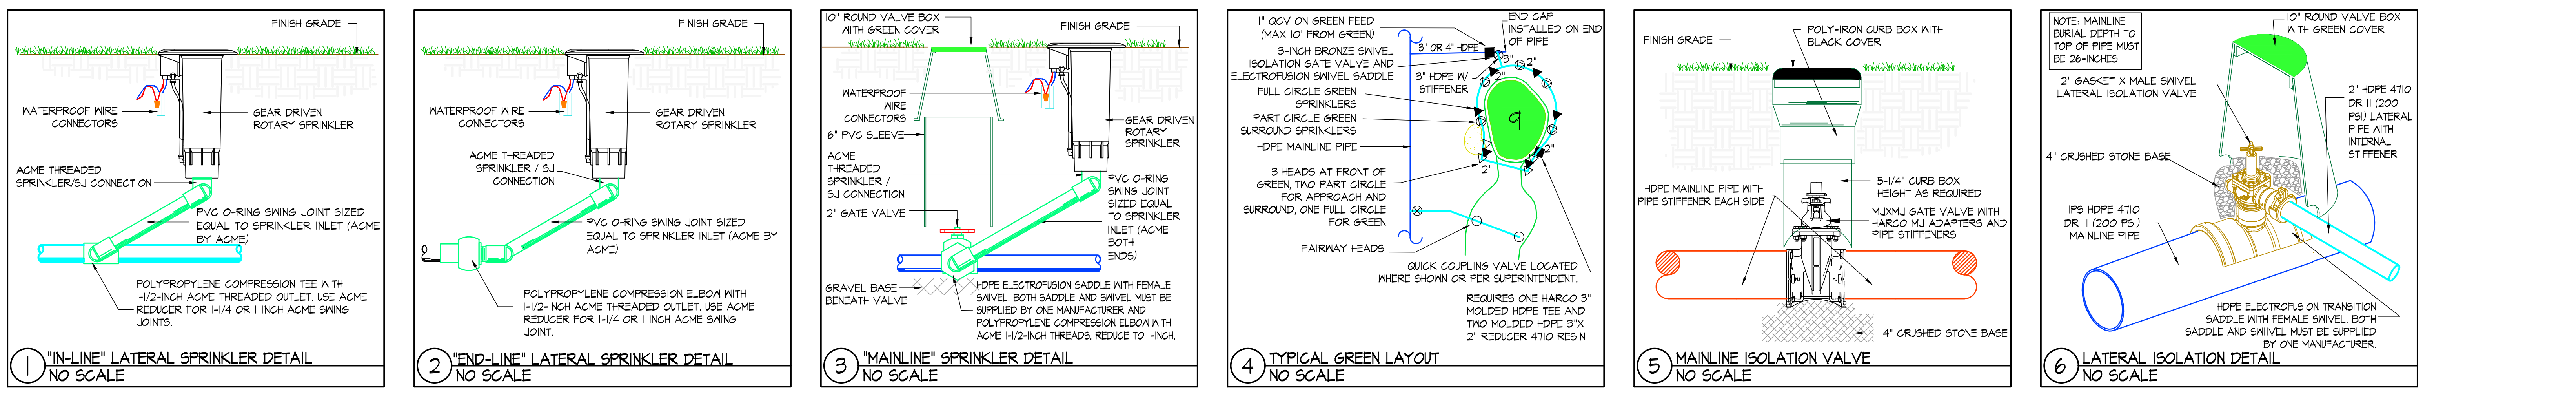 FINISH GRADE
WATERPROOF WIRE
CONNECTORS
GEAR DRIVEN
ROTARY SPRINKLER
ACME THREADED
SPRINKLER/SJ CONNECTION
PVC O-RING SWING JOINT SIZED
EQUAL TO SPRINKLER INLET (ACME
BY ACME)
POLYPROPYLENE COMPRESSION TEE WITH
1-1/2-INCH ACME THREADED OUTLET. USE ACME
REDUCER FOR 1-1/4 OR 1 INCH ACME SWING
JOINTS.
1 "IN-LINE" LATERAL SPRINKLER DETAIL
NO SCALE
FINISH GRADE
WATERPROOF WIRE
CONNECTORS
GEAR DRIVEN
ROTARY SPRINKLER
ACME THREADED
SPRINKLER / SJ
CONNECTION
PVC O-RING SWING JOINT SIZED
EQUAL TO SPRINKLER INLET (ACME BY
ACME)
POLYPROPYLENE COMPRESSION ELBOW WITH
1-1/2-INCH ACME THREADED OUTLET. USE ACME
REDUCER FOR 1-1/4 OR 1 INCH ACME SWING
JOINT.
2 "END-LINE" LATERAL SPRINKLER DETAIL
NO SCALE
10" ROUND VALVE BOX
WITH GREEN COVER
FINISH GRADE
WATERPROOF
WIRE
CONNECTORS
6" PVC SLEEVE
GEAR DRIVEN
ROTARY
SPRINKLER
ACME
THREADED
SPRINKLER /
SJ CONNECTION
2" GATE VALVE
PVC O-RING
SWING JOINT
SIZED EQUAL
TO SPRINKLER
INLET (ACME
BOTH
ENDS)
GRAVEL BASE
BENEATH VALVE
HDPE ELECTROFUSION SADDLE WITH FEMALE
SWIVEL. BOTH SADDLE AND SWIVEL MUST BE
SUPPLIED BY ONE MANUFACTURER AND
POLYPROPYLENE COMPRESSION ELBOW WITH
ACME 1-1/2-INCH THREADS. REDUCE TO 1-INCH.
3 "MAINLINE" SPRINKLER DETAIL
NO SCALE
1" QCV ON GREEN FEED
(MAX 10' FROM GREEN)
END CAP
INSTALLED ON END
OF PIPE
3" OR 4" HDPE
3-INCH BRONZE SWIVEL
ISOLATION GATE VALVE AND
ELECTROFUSION SWIVEL SADDLE
3"
2"
3" HDPE W/
STIFFENER
2"
FULL CIRCLE GREEN
SPRINKLERS
PART CIRCLE GREEN
SURROUND SPRINKLERS
9
HDPE MAINLINE PIPE
2"
2"
2"
3 HEADS AT FRONT OF
GREEN, TWO PART CIRCLE
FOR APPROACH AND
SURROUND, ONE FULL CIRCLE
FOR GREEN
FAIRWAY HEADS
QUICK COUPLING VALVE LOCATED
WHERE SHOWN OR PER SUPERINTENDENT.
REQUIRES ONE HARCO 3"
MOLDED HDPE TEE AND
TWO MOLDED HDPE 3"X
2" REDUCER 4710 RESIN
4 TYPICAL GREEN LAYOUT
NO SCALE
FINISH GRADE
POLY-IRON CURB BOX WITH
BLACK COVER
HDPE MAINLINE PIPE WITH
PIPE STIFFENER EACH SIDE
5-1/4" CURB BOX
HEIGHT AS REQUIRED
MJXMJ GATE VALVE WITH
HARCO MJ ADAPTERS AND
PIPE STIFFENERS
4" CRUSHED STONE BASE
5 MAINLINE ISOLATION VALVE
NO SCALE
NOTE: MAINLINE
BURIAL DEPTH TO
TOP OF PIPE MUST
BE 26-INCHES
10" ROUND VALVE BOX
WITH GREEN COVER
2" GASKET X MALE SWIVEL
LATERAL ISOLATION VALVE
2" HDPE 4710
DR 11 (200
PSI) LATERAL
PIPE WITH
INTERNAL
STIFFENER
4" CRUSHED STONE BASE
IPS HDPE 4710
DR 11 (200 PSI)
MAINLINE PIPE
HDPE ELECTROFUSION TRANSITION
SADDLE WITH FEMALE SWIVEL. BOTH
SADDLE AND SWIIVEL MUST BE SUPPLIED
BY ONE MANUFACTURER.
6 LATERAL ISOLATION DETAIL
NO SCALE